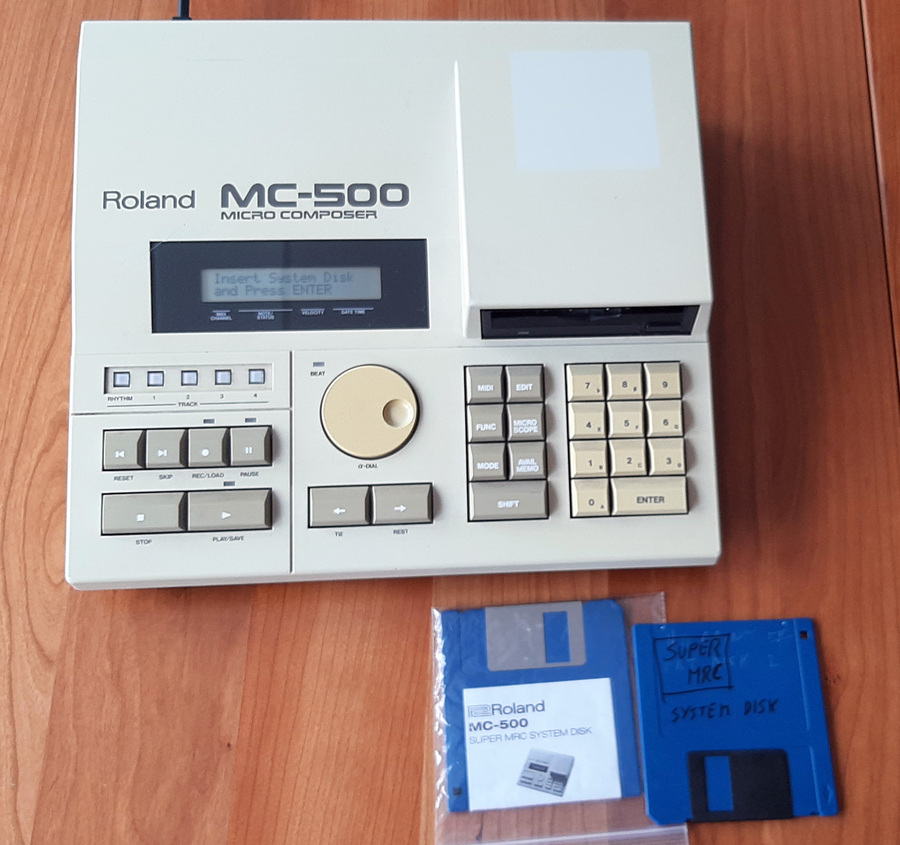 Roland MC-500
MICRO COMPOSER
Insert System Disk
and Press ENTER
MIDI CHANNEL
NOTE/ STATUS
VELOCITY
DATE TIME
RHYTHM 1 2 3 4
TRACK
BEAT
α-DIAL
RESET SKIP REC/LOAD PAUSE
STOP PLAY/SAVE
TIE REST
MIDI EDIT
FUNC MICRO SCOPE
MODE AVAIL MEMO
SHIFT
7 8 9
4 5 6
1 2 3
0 ENTER
Roland
MC-500
SUPER MRC SYSTEM DISK
SUPER
MRC
SYSTEM DISK